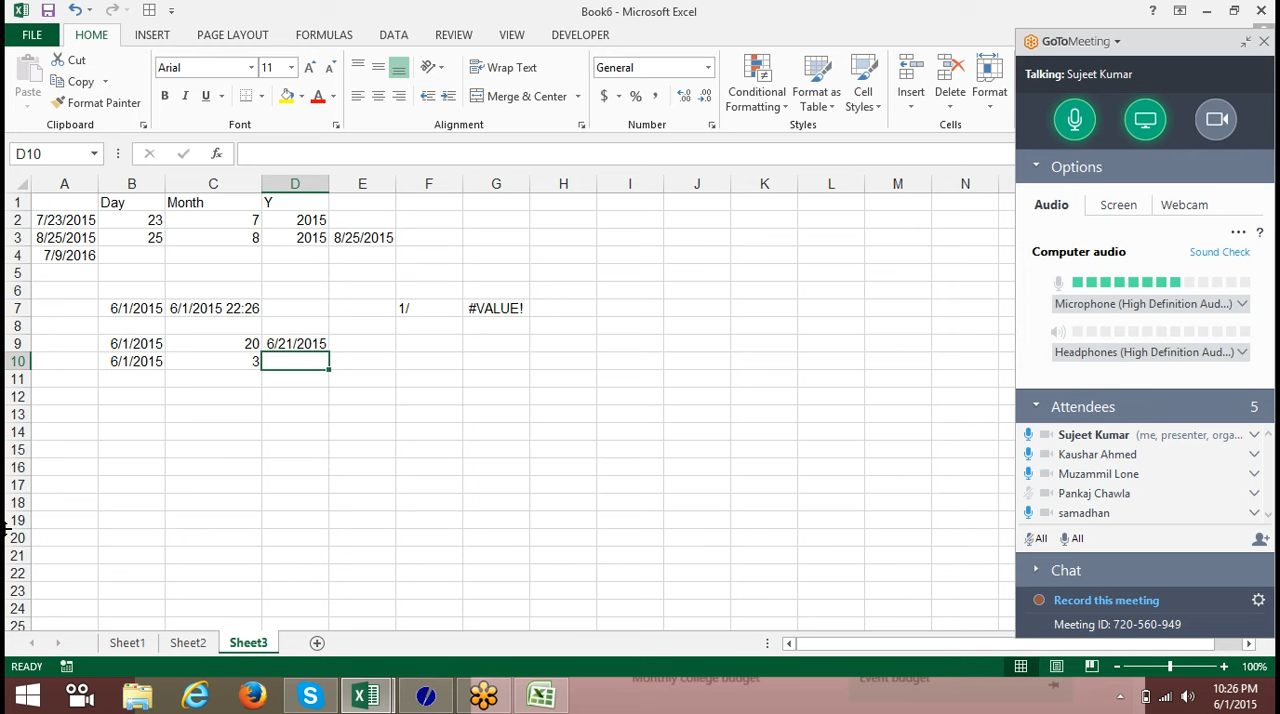 Book6 - Microsoft Excel
FILE HOME INSERT PAGE LAYOUT FORMULAS DATA REVIEW VIEW DEVELOPER
Paste
Cut
Copy
Format Painter
Clipboard
Arial 11
B I U
Font
Wrap Text
Merge & Center
Alignment
General
$ % ,
Number
Conditional Formatting
Format as Table
Cell Styles
Styles
Insert Delete Format
Cells
D10
fx
A B C D E F G H I J K L M N
1 Day Month Y
2 7/23/2015 23 7 2015
3 8/25/2015 25 8 2015 8/25/2015
4 7/9/2016
5
6
7 6/1/2015 6/1/2015 22:26 1/ #VALUE!
8
9 6/1/2015 20 6/21/2015
10 6/1/2015 3
11
12
13
14
15
16
17
18
19
20
21
22
23
24
25
Sheet1 Sheet2 Sheet3
READY
100%
GoToMeeting
Talking: Sujeet Kumar
Options
Audio Screen Webcam
... ?
Computer audio Sound Check
Microphone (High Definition Aud...)
Headphones (High Definition Aud...)
Attendees 5
Sujeet Kumar (me, presenter, orga...
Kaushar Ahmed
Muzammil Lone
Pankaj Chawla
samadhan
All All
Chat
Record this meeting
Meeting ID: 720-560-949
Monthly college budget Event budget
10:26 PM
6/1/2015